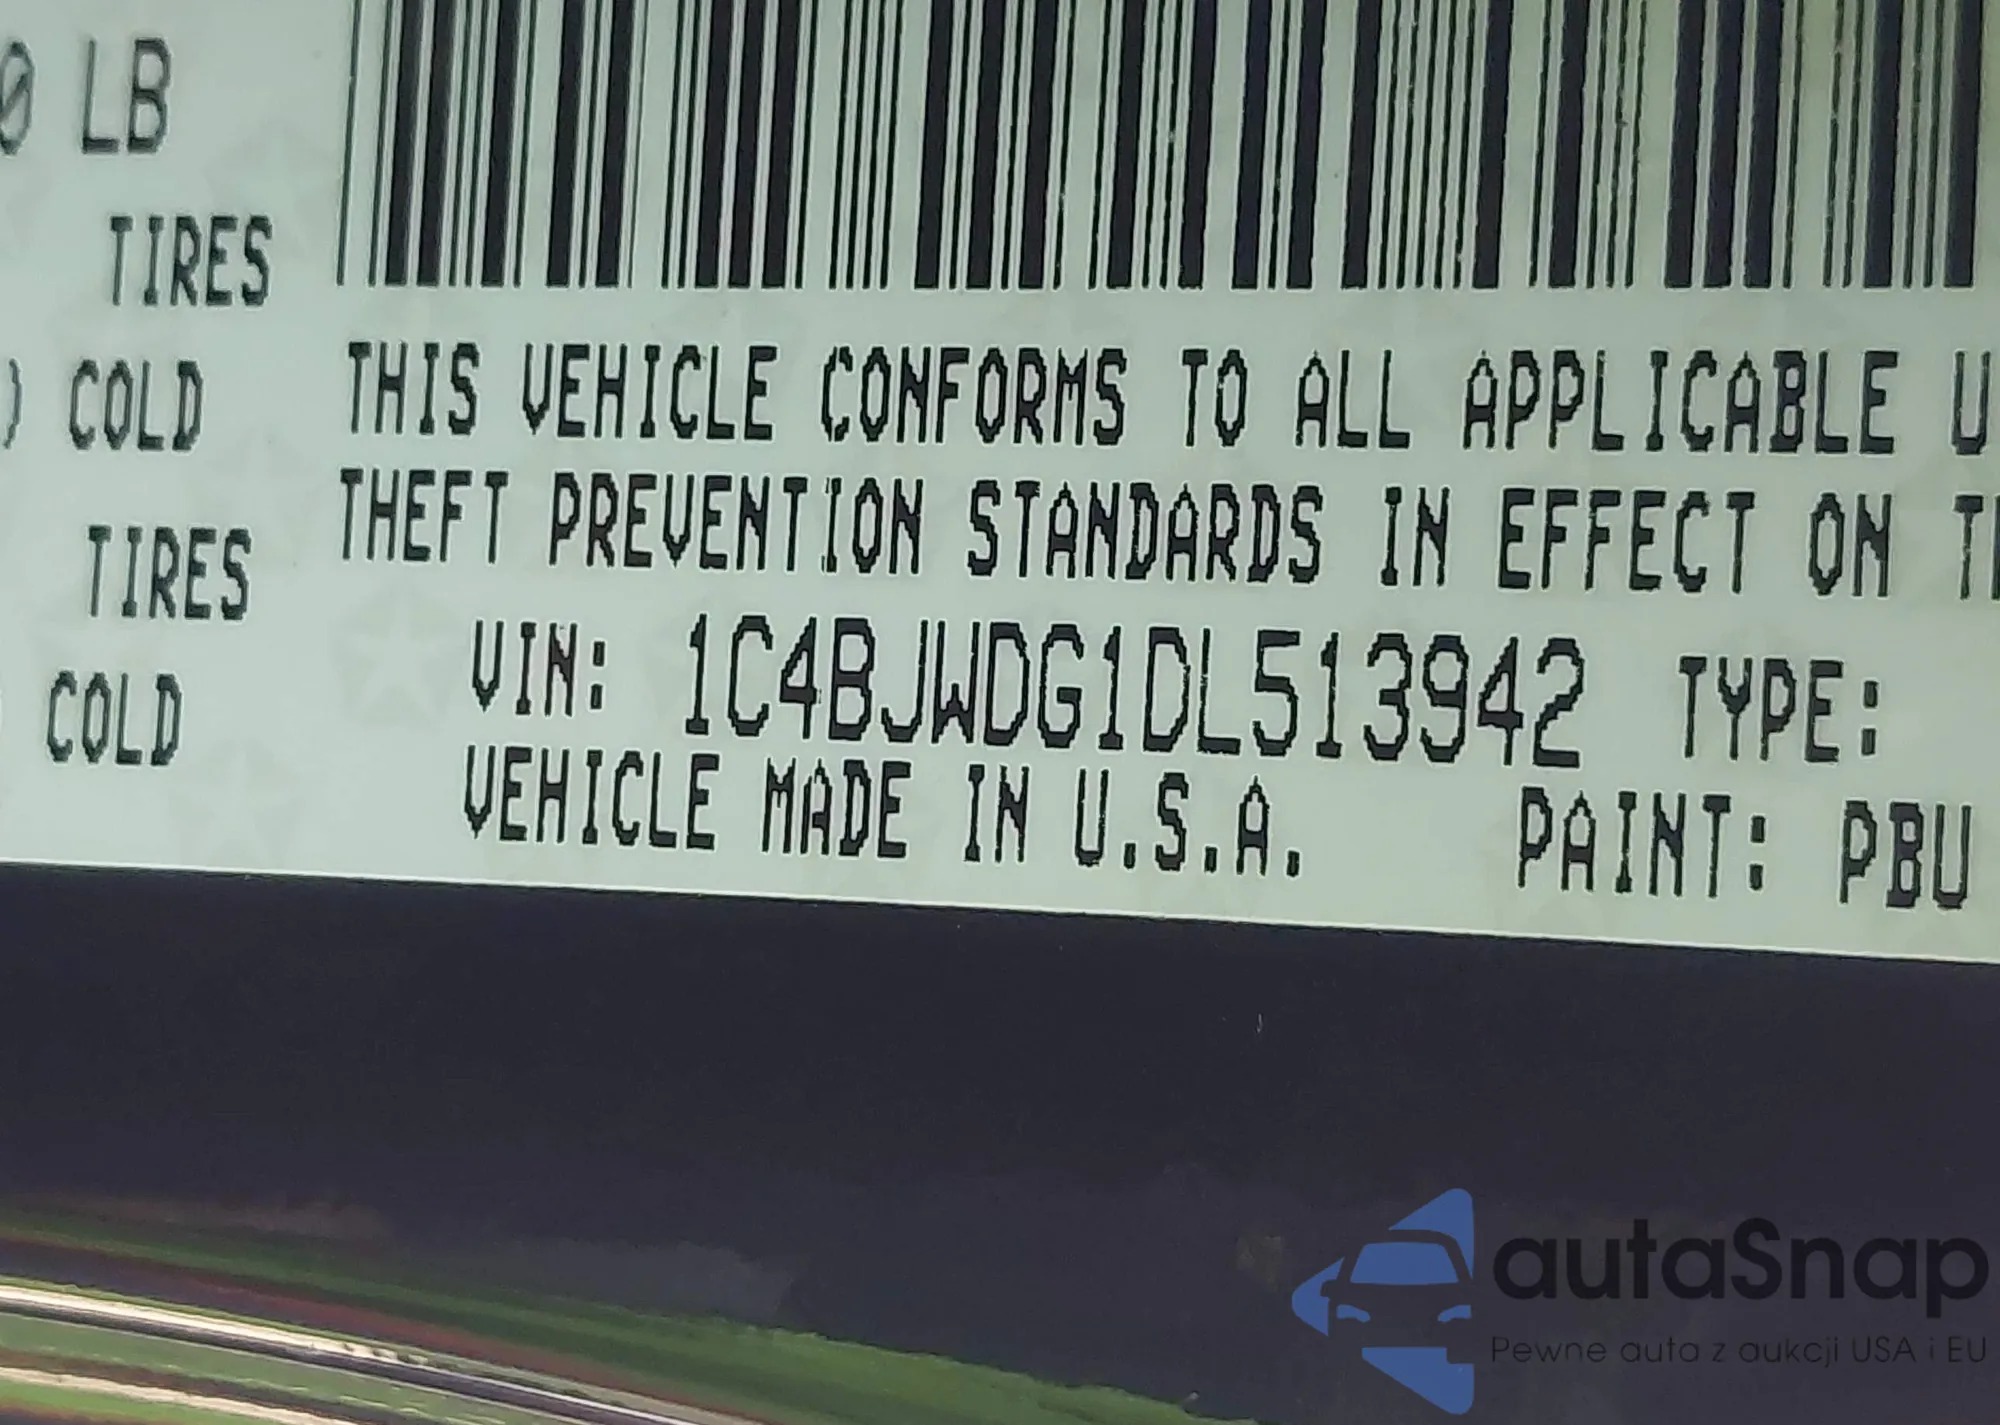 0 LB
TIRES
) COLD
TIRES
COLD
THIS VEHICLE CONFORMS TO ALL APPLICABLE U
THEFT PREVENTION STANDARDS IN EFFECT ON T
VIN: 1C4BJWDG1DL513942 TYPE:
VEHICLE MADE IN U.S.A. PAINT: PBU
autaSnap
Pewne auta z aukcji USA i EU